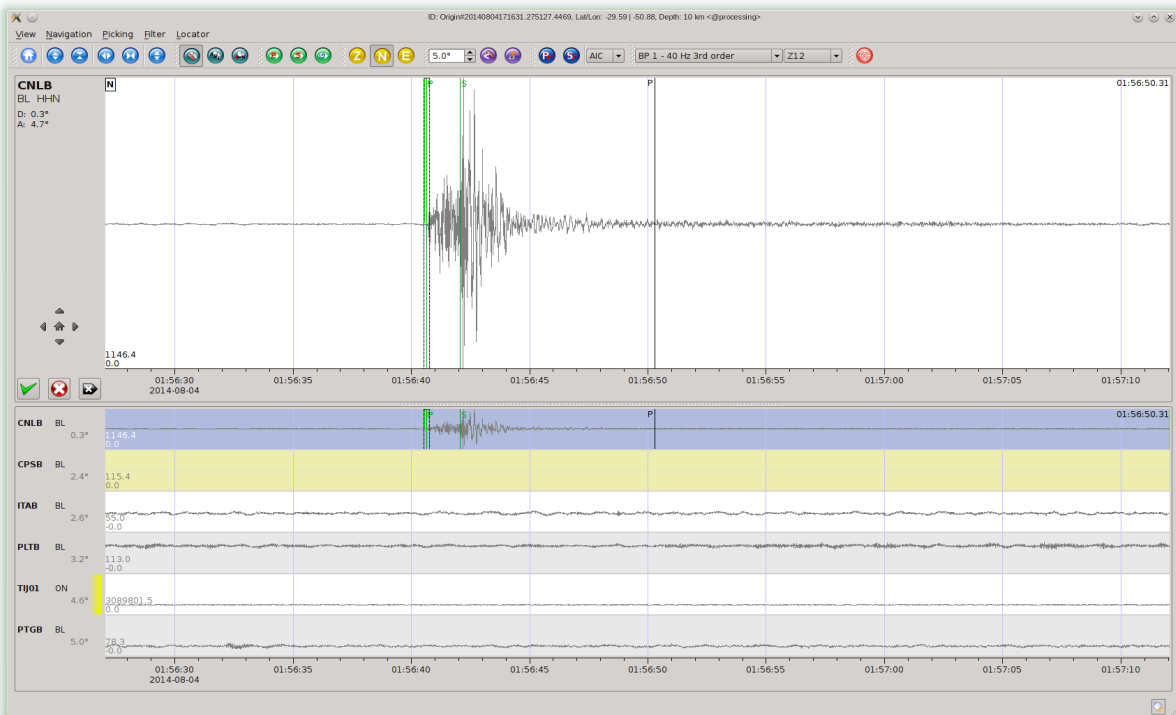 ID: Origin#20140804171631.275127.4469, Lat/Lon: -29.59 | -50.88, Depth: 10 km <@processing>
View Navigation Picking Filter Locator
Z N E 5.0° P S AIC BP 1 - 40 Hz 3rd order Z12
CNLB
BL HHN
D: 0.3°
A: 4.7°
N
P S P 01:56:50.31
1146.4
0.0
01:56:30 01:56:35 01:56:40 01:56:45 01:56:50 01:56:55 01:57:00 01:57:05 01:57:10
2014-08-04
P S P 01:56:50.31
CNLB BL
0.3°
1146.4
0.0
CPSB BL
2.4°
115.4
0.0
ITAB BL
2.6°
55.0
-0.0
PLTB BL
3.2°
113.0
-0.0
TIJ01 ON
4.6°
3089801.5
0.0
PTGB BL
5.0°
78.3
-0.0
01:56:30 01:56:35 01:56:40 01:56:45 01:56:50 01:56:55 01:57:00 01:57:05 01:57:10
2014-08-04